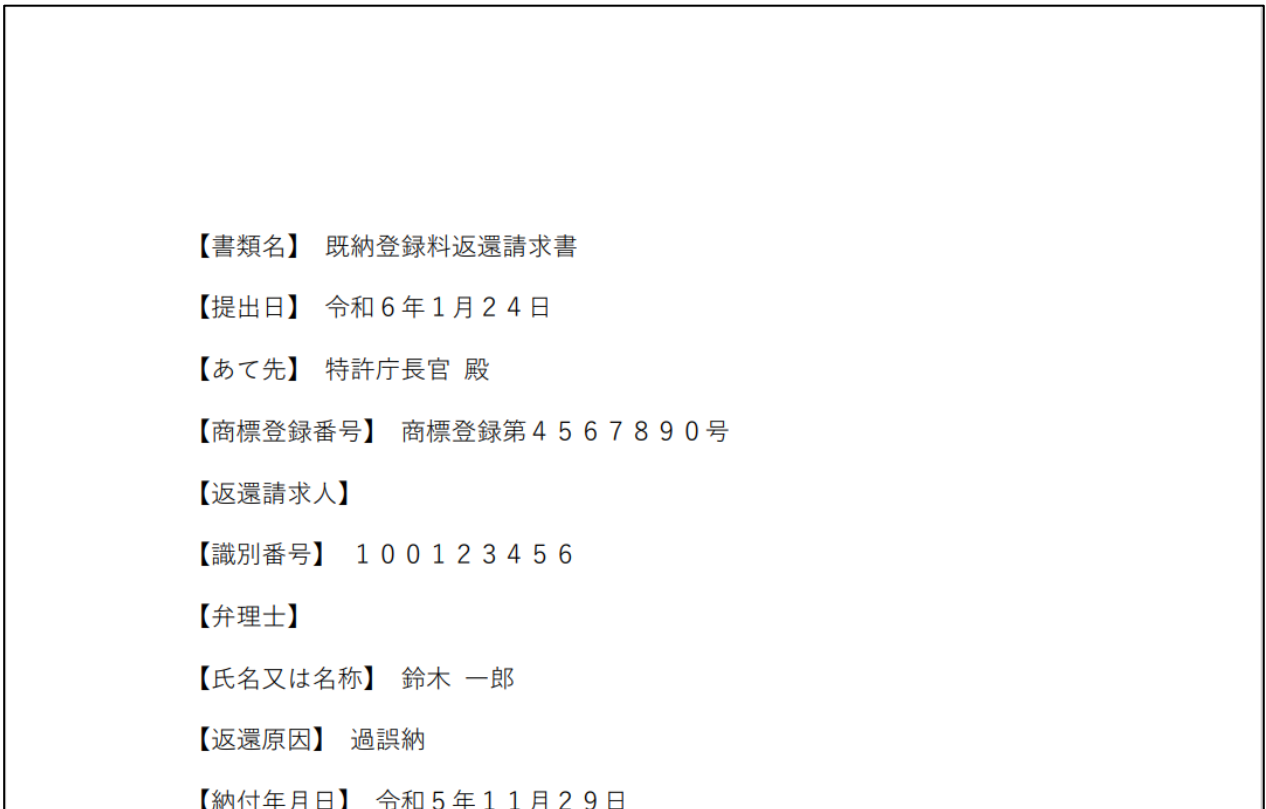 【書類名】 既納登録料返還請求書
【提出日】 令和６年１月２４日
【あて先】 特許庁長官 殿
【商標登録番号】 商標登録第４５６７８９０号
【返還請求人】
【識別番号】 １００１２３４５６
【弁理士】
【氏名又は名称】 鈴木 一郎
【返還原因】 過誤納
【納付年月日】 令和５年１１月２９日